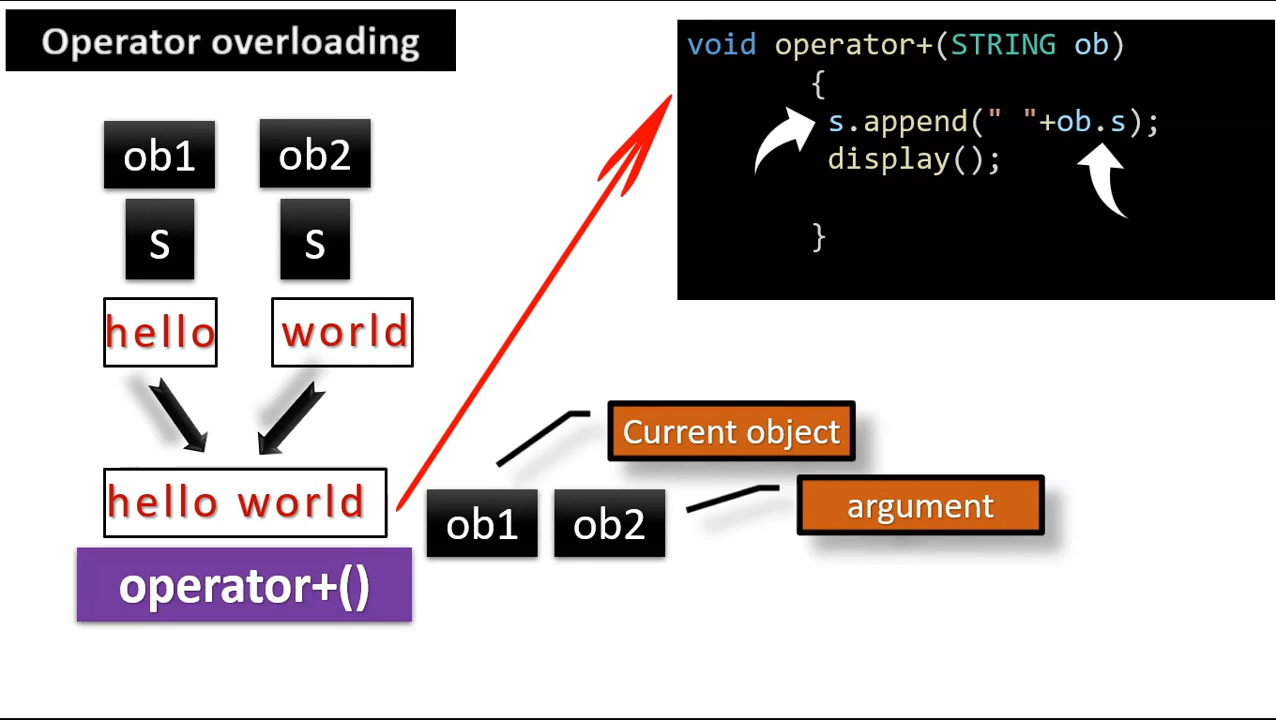 Operator overloading
void operator+(STRING ob)
{
s.append(" "+ob.s);
display();
}
ob1 ob2
s s
hello world
hello world
Current object
ob1 ob2
argument
operator+()